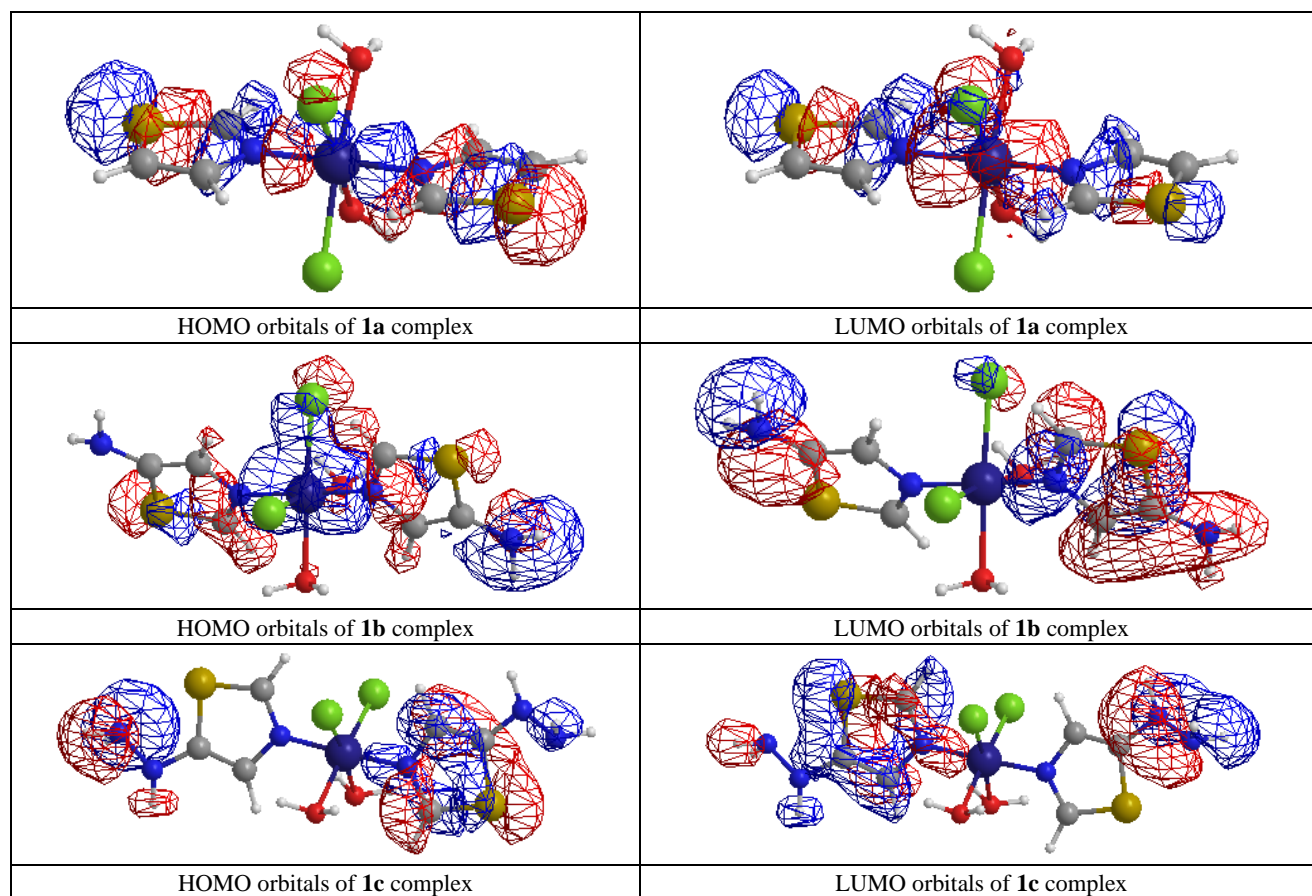 HOMO orbitals of 1a complex
LUMO orbitals of 1a complex
HOMO orbitals of 1b complex
LUMO orbitals of 1b complex
HOMO orbitals of 1c complex
LUMO orbitals of 1c complex